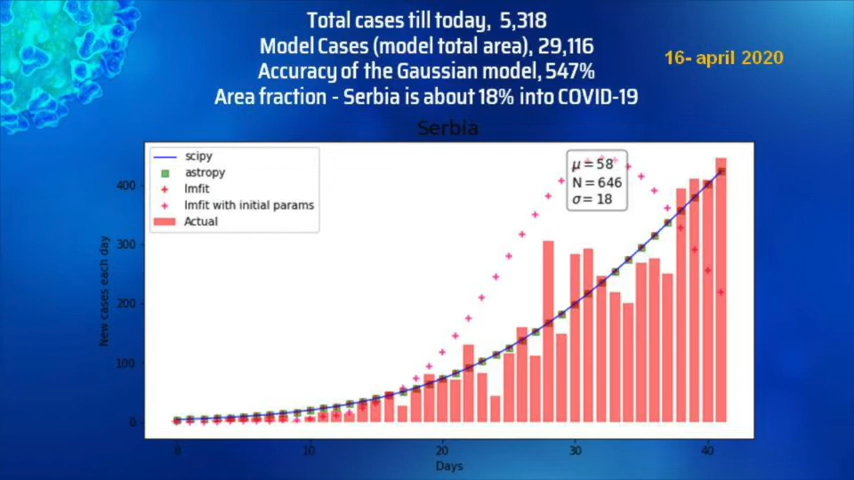 Total cases till today, 5,318
Model Cases (model total area), 29,116
Accuracy of the Gaussian model, 547%
Area fraction - Serbia is about 18% into COVID-19
16- april 2020
Serbia
scipy
astropy
lmfit
lmfit with initial params
Actual
μ = 58
N = 646
σ = 18
New cases each day
400
300
200
100
0
0 10 20 30 40
Days